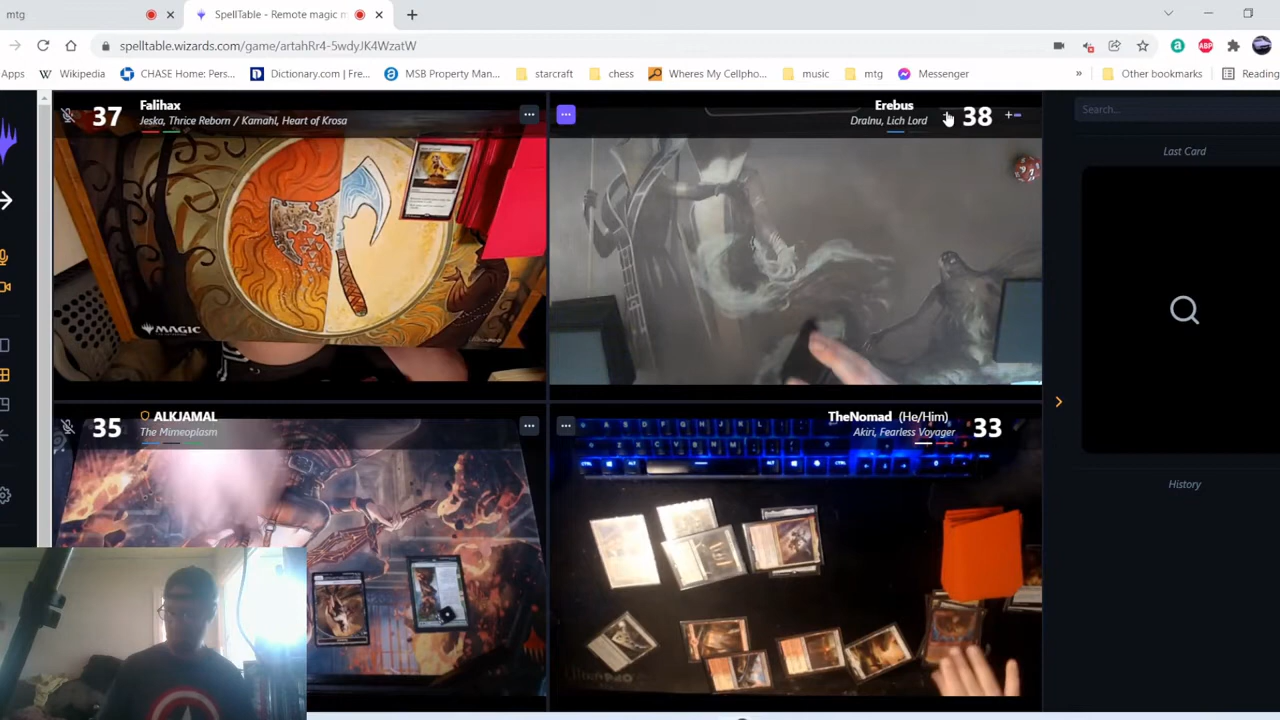 mtg
SpellTable - Remote magic m
spelltable.wizards.com/game/artahRr4-5wdyJK4WzatW
Apps
Wikipedia
CHASE Home Pers...
Dictionary.com | Fre...
MSB Property Man...
starcraft
chess
Wheres My Cellpho...
music
mtg
Messenger
»
Other bookmarks
Reading
37
Falihax
Jeska, Thrice Reborn / Kamahl, Heart of Krosa
Erebus
Dralnu, Lich Lord
38
Search...
Last Card
MAGIC
35
ALKJAMAL
The Mimeoplasm
TheNomad (He/Him)
Akiri, Fearless Voyager
33
History